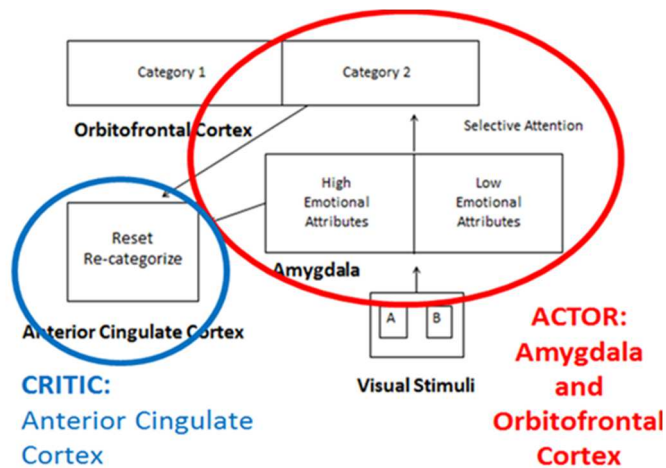 Category 1
Category 2
Orbitofrontal Cortex
Selective Attention
High
Emotional
Attributes
Low
Emotional
Attributes
Reset
Re-categorize
Amygdala
Anterior Cingulate Cortex
A
B
Visual Stimuli
CRITIC:
Anterior Cingulate
Cortex
ACTOR:
Amygdala
and
Orbitofrontal
Cortex